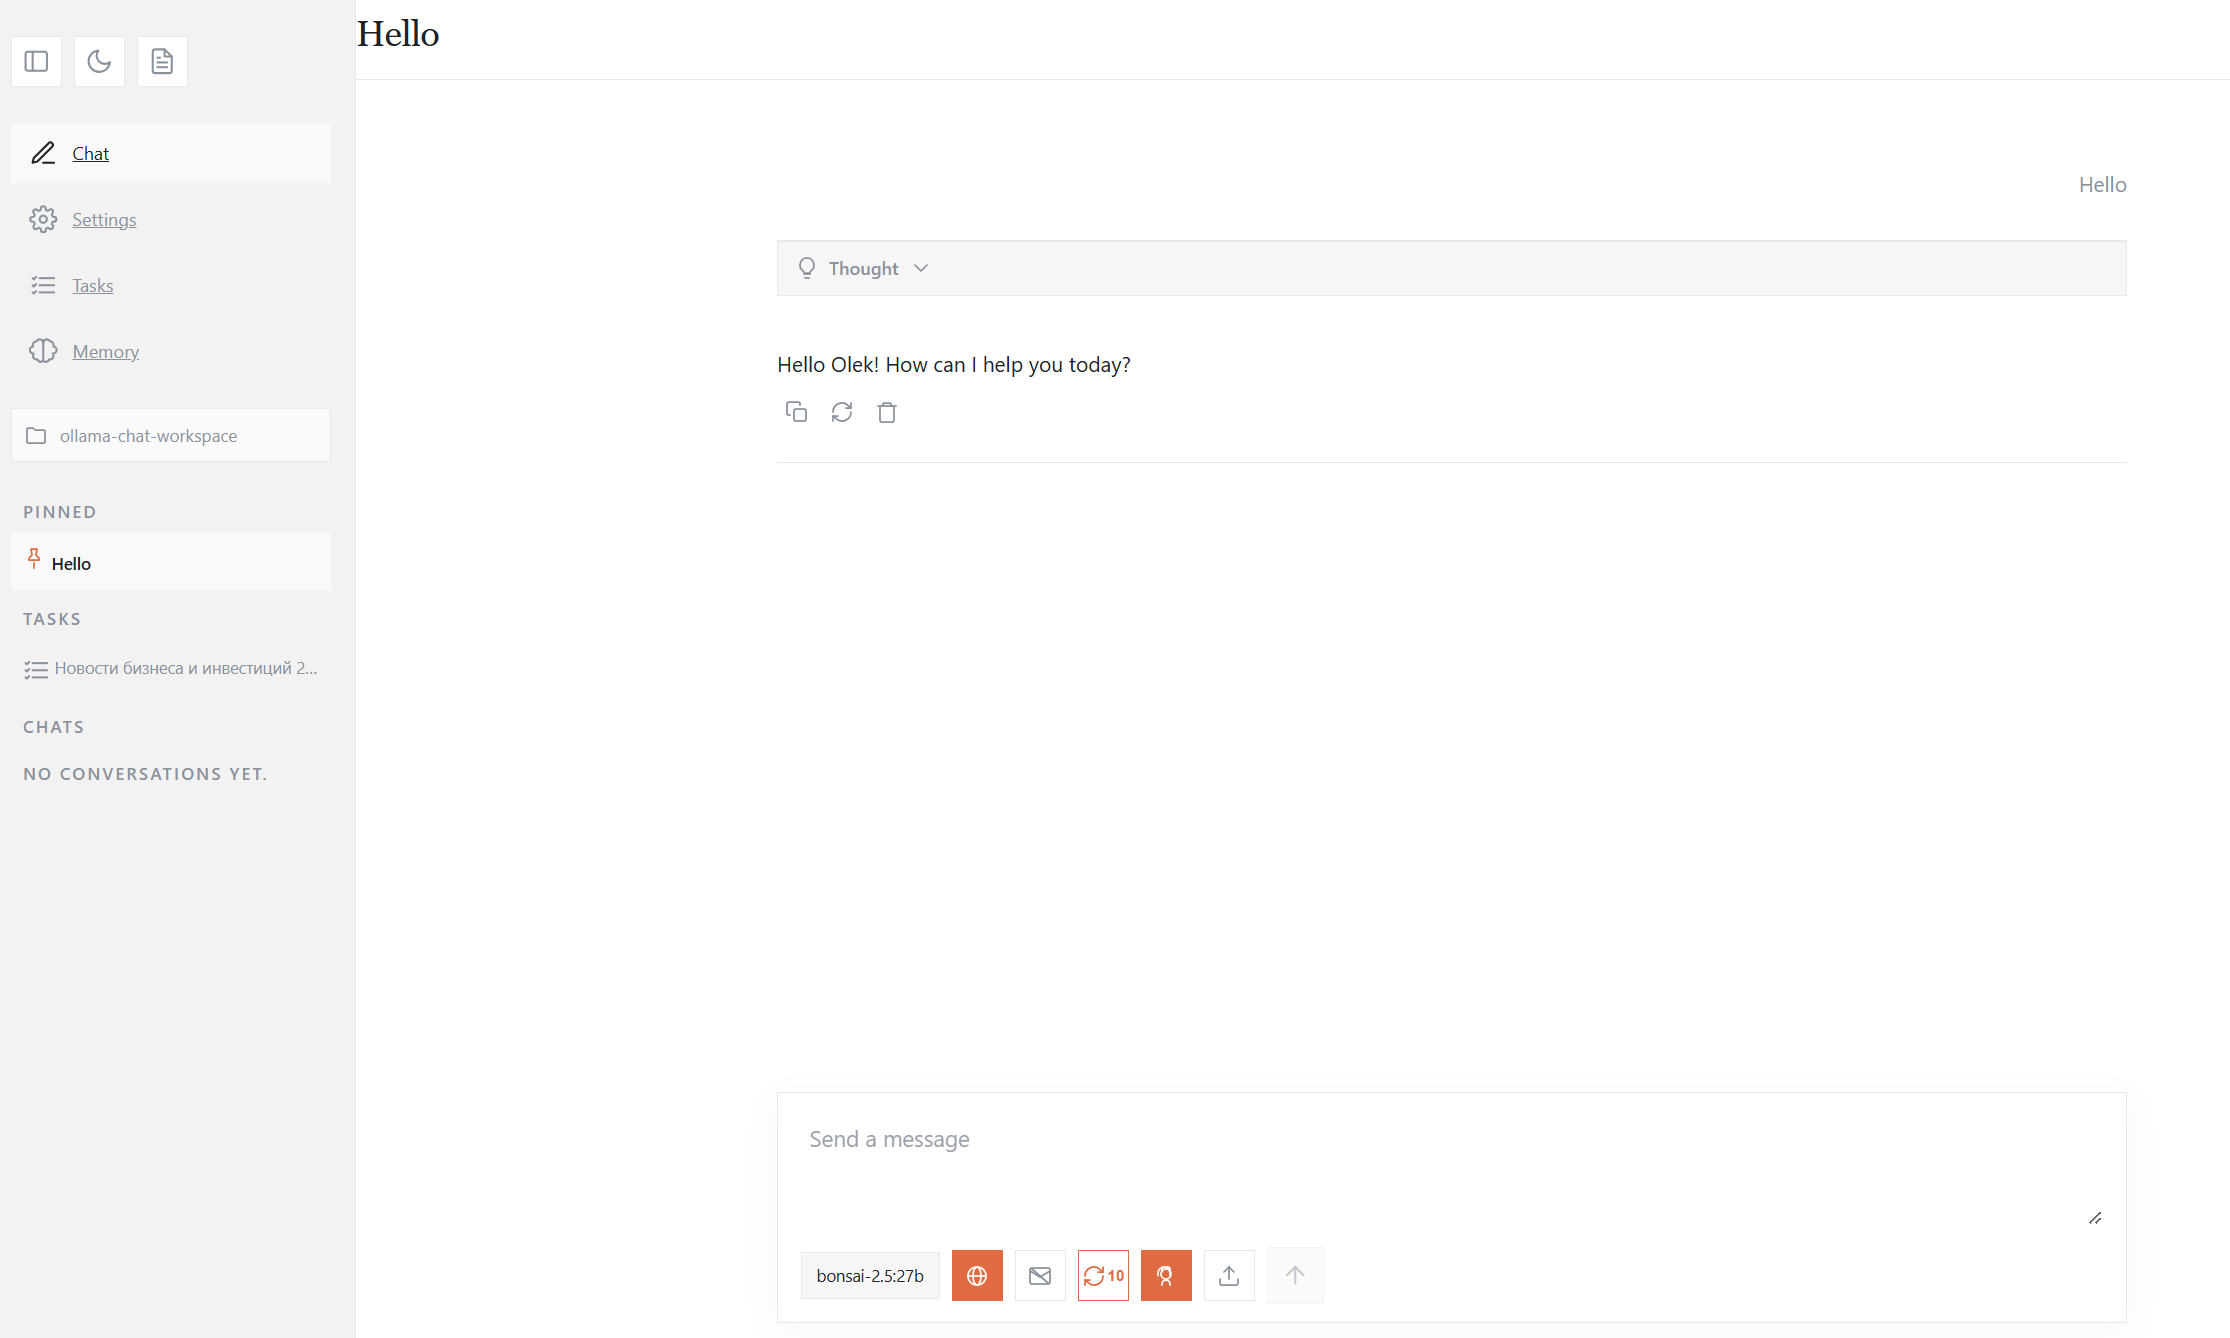 Hello
Chat
Settings
Tasks
Memory
ollama-chat-workspace
PINNED
Hello
TASKS
Новости бизнеса и инвестиций 2...
CHATS
NO CONVERSATIONS YET.
Hello
Thought
Hello Olek! How can I help you today?
Send a message
bonsai-2.5:27b
10